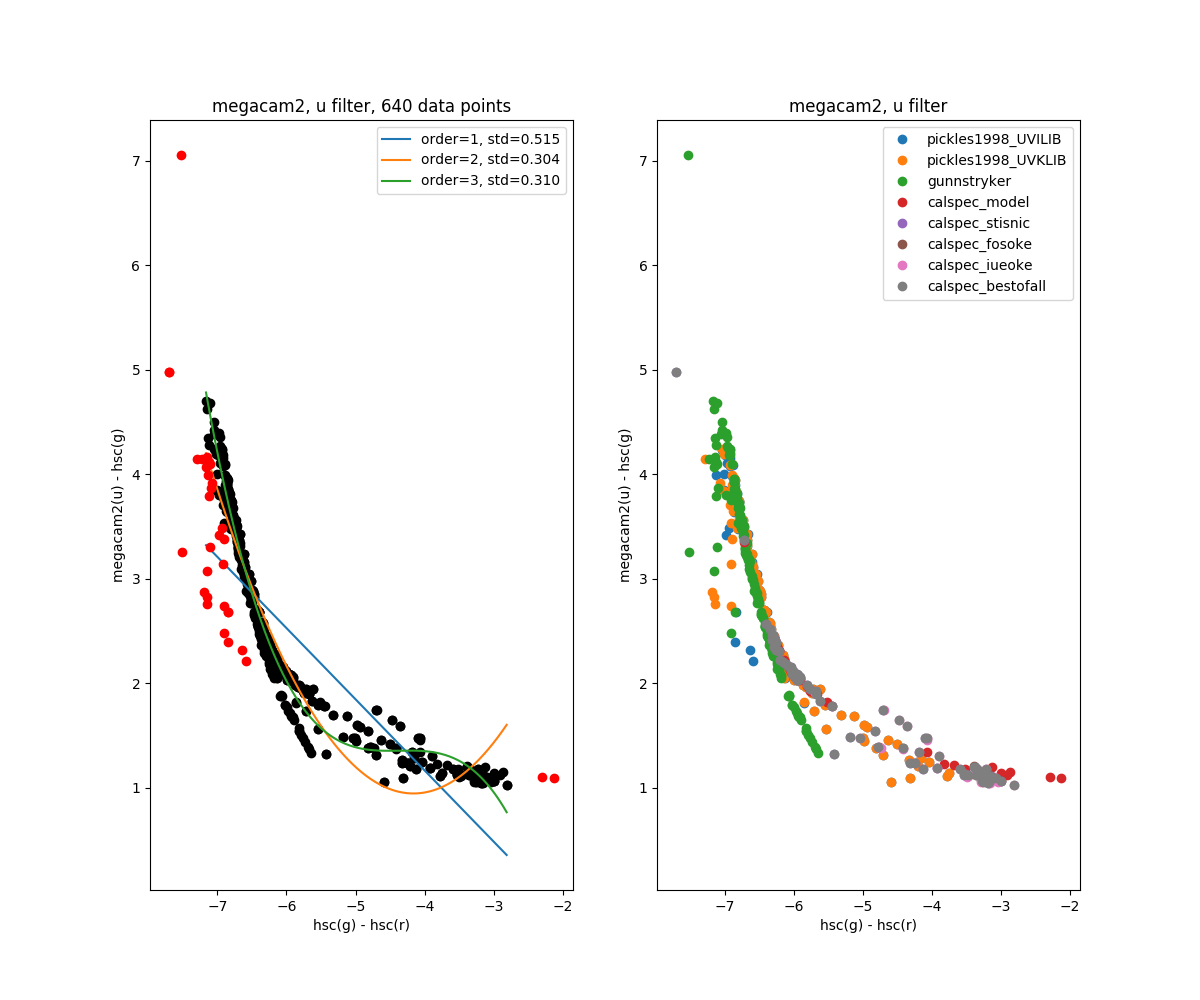 megacam2, u filter, 640 data points
order=1, std=0.515
order=2, std=0.304
order=3, std=0.310
7
6
5
4
3
2
1
megacam2(u) - hsc(g)
−7 −6 −5 −4 −3 −2
hsc(g) - hsc(r)
megacam2, u filter
pickles1998_UVILIB
pickles1998_UVKLIB
gunnstryker
calspec_model
calspec_stisnic
calspec_fosoke
calspec_iueoke
calspec_bestofall
7
6
5
4
3
2
1
megacam2(u) - hsc(g)
−7 −6 −5 −4 −3 −2
hsc(g) - hsc(r)